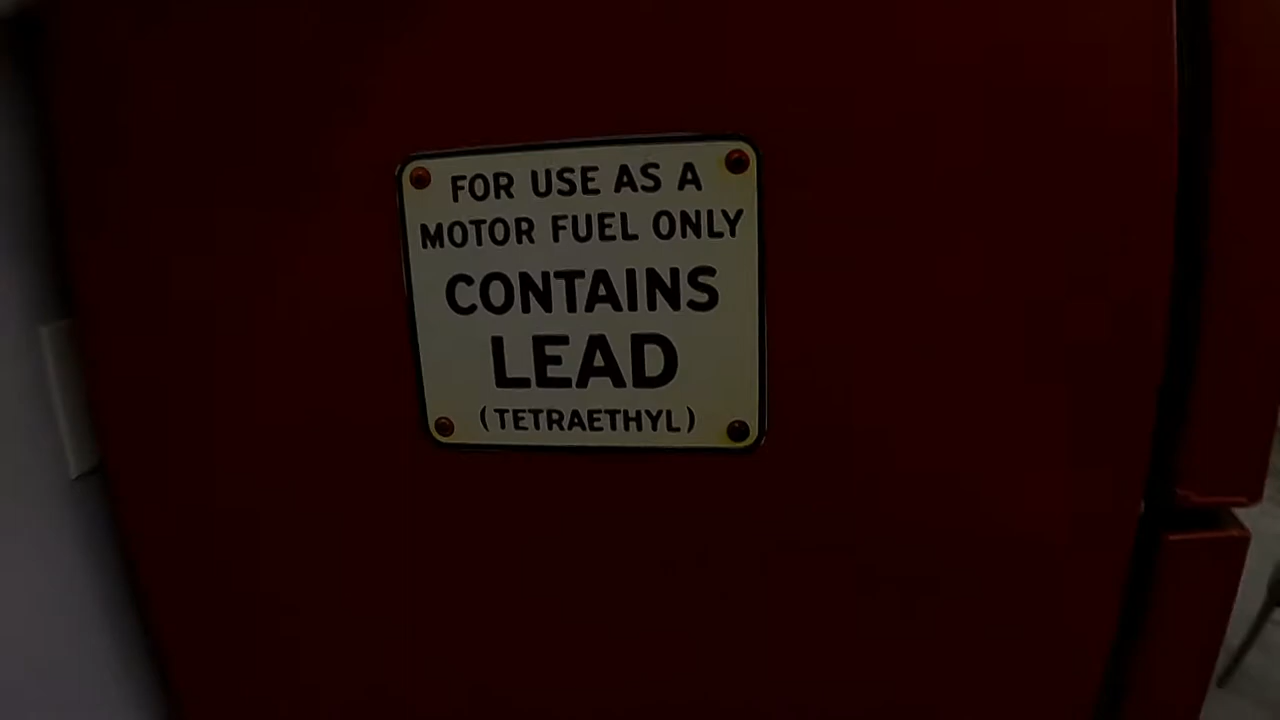 FOR USE AS A
MOTOR FUEL ONLY
CONTAINS
LEAD
(TETRAETHYL)